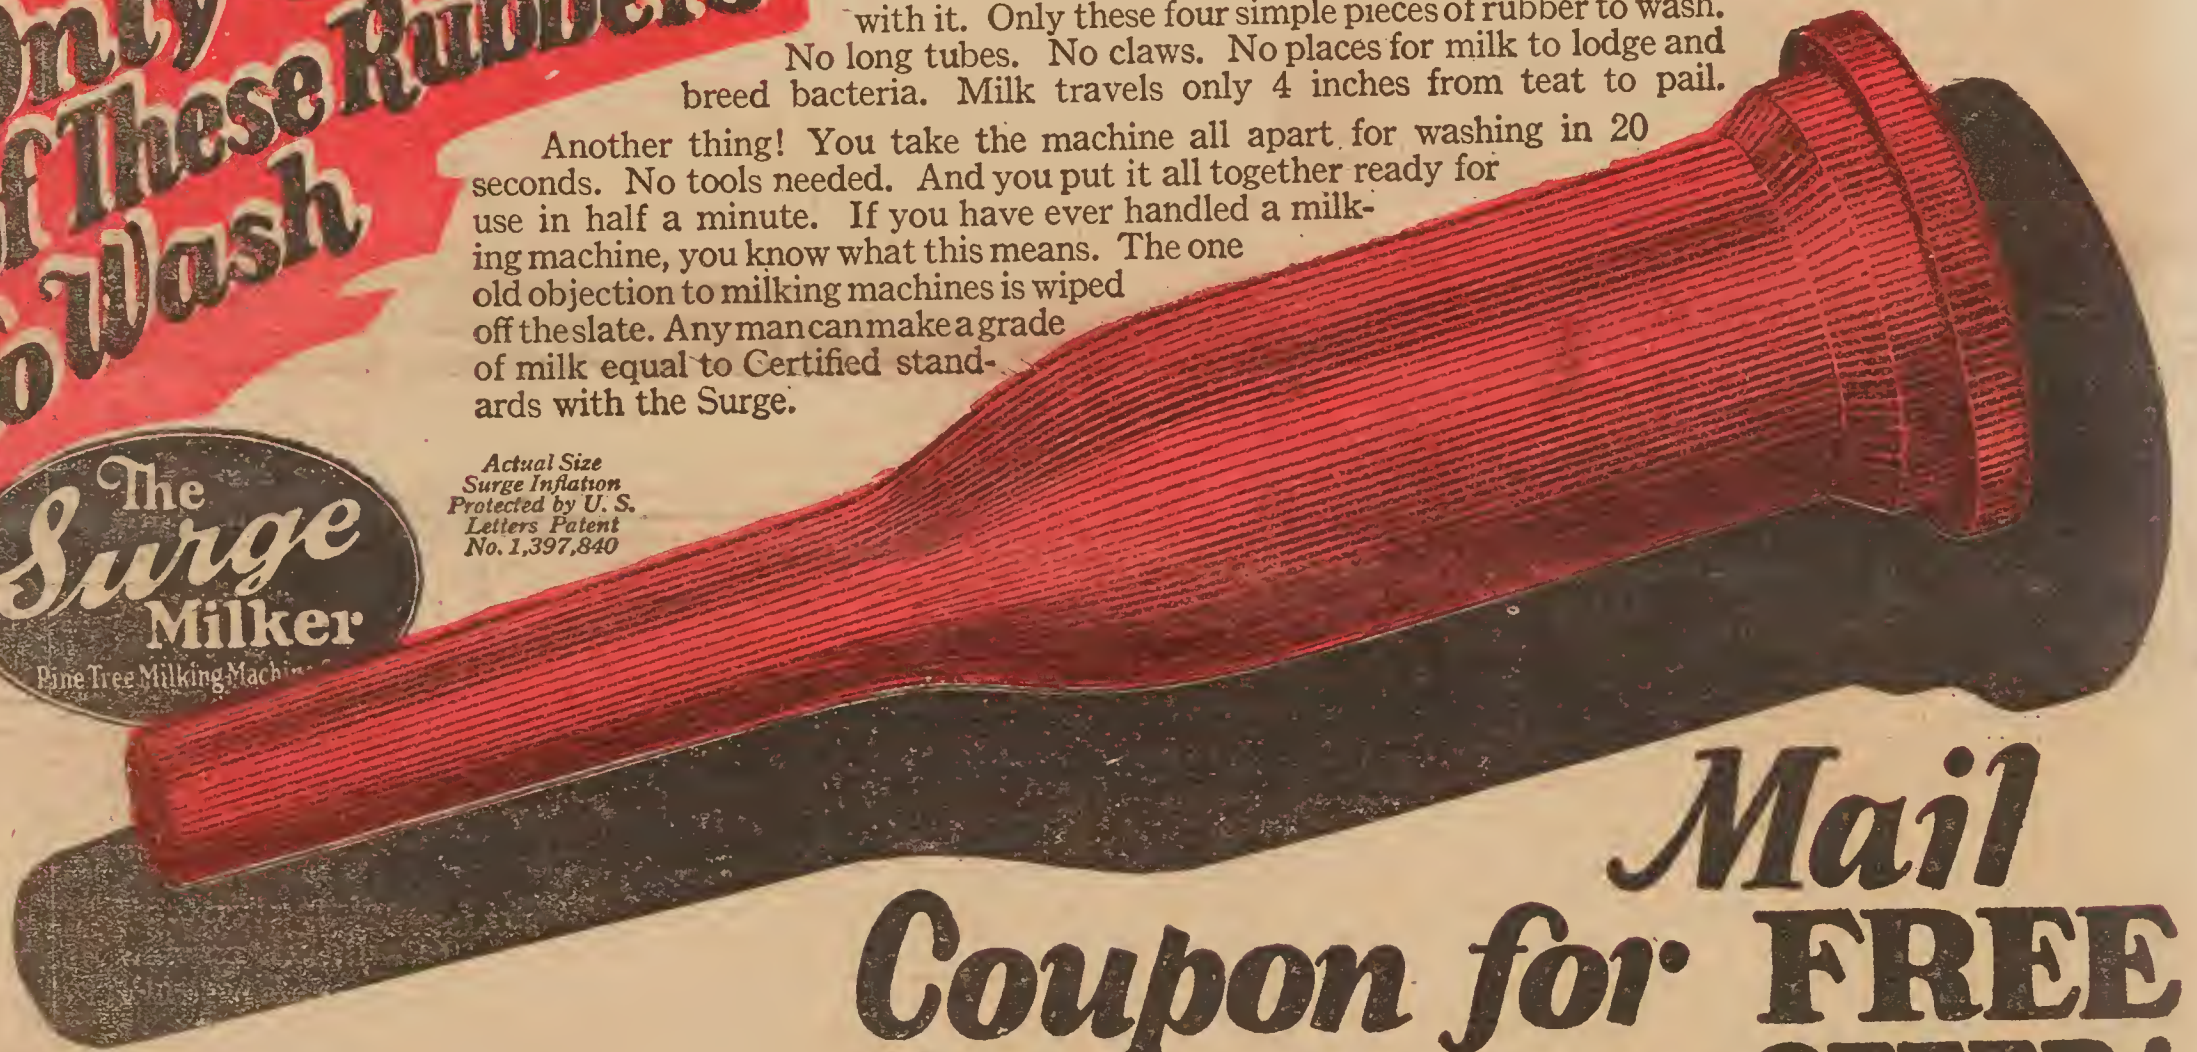 Only
of These Rubbers
to Wash
with it. Only these four simple pieces of rubber to wash.
No long tubes. No claws. No places for milk to lodge and
breed bacteria. Milk travels only 4 inches from teat to pail.
Another thing! You take the machine all apart for washing in 20
seconds. No tools needed. And you put it all together ready for
use in half a minute. If you have ever handled a milk-
ing machine, you know what this means. The one
old objection to milking machines is wiped
off the slate. Any man can make a grade
of milk equal to Certified stand-
ards with the Surge.
Actual Size
Surge Inflation
Protected by U. S.
Letters Patent
No. 1,397,840
The
Surge
Milker
Pine Tree Milking Machine
Mail
Coupon for FREE
OFFER!